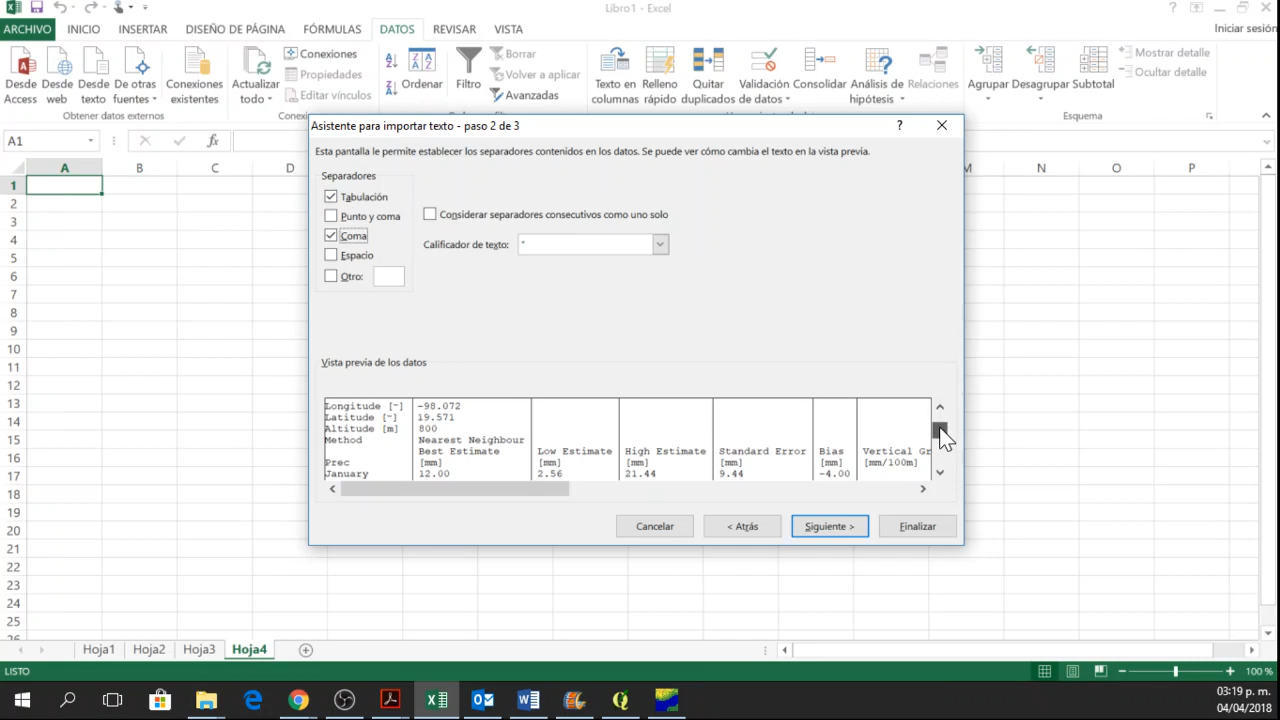 Libro1 - Excel
ARCHIVO INICIO INSERTAR DISEÑO DE PÁGINA FÓRMULAS DATOS REVISAR VISTA
Iniciar sesión
Desde Access
Desde web
Desde texto
De otras fuentes
Conexiones existentes
Obtener datos externos
Actualizar todo
Conexiones
Propiedades
Editar vínculos
Ordenar
Filtro
Borrar
Volver a aplicar
Avanzadas
Texto en columnas
Relleno rápido
Quitar duplicados
Validación de datos
Consolidar
Análisis de hipótesis
Relaciones
Agrupar
Desagrupar
Subtotal
Mostrar detalle
Ocultar detalle
Esquema
A1
fx
A B C D M N O P
1
2
3
4
5
6
7
8
9
10
11
12
13
14
15
16
17
18
19
20
21
22
23
24
25
26
Asistente para importar texto - paso 2 de 3
?
Esta pantalla le permite establecer los separadores contenidos en los datos. Se puede ver cómo cambia el texto en la vista previa.
Separadores
Tabulación
Punto y coma
Coma
Espacio
Otro:
Considerar separadores consecutivos como uno solo
Calificador de texto: "
Vista previa de los datos
Longitude [~] -98.072
Latitude [~] 19.571
Altitude [m] 800
Method Nearest Neighbour
Best Estimate Low Estimate High Estimate Standard Error Bias Vertical Gr
Prec [mm] [mm] [mm] [mm] [mm] [mm/100m]
January 12.00 2.56 21.44 9.44 -4.00
Cancelar < Atrás Siguiente > Finalizar
Hoja1 Hoja2 Hoja3 Hoja4
LISTO
100 %
03:19 p. m.
04/04/2018